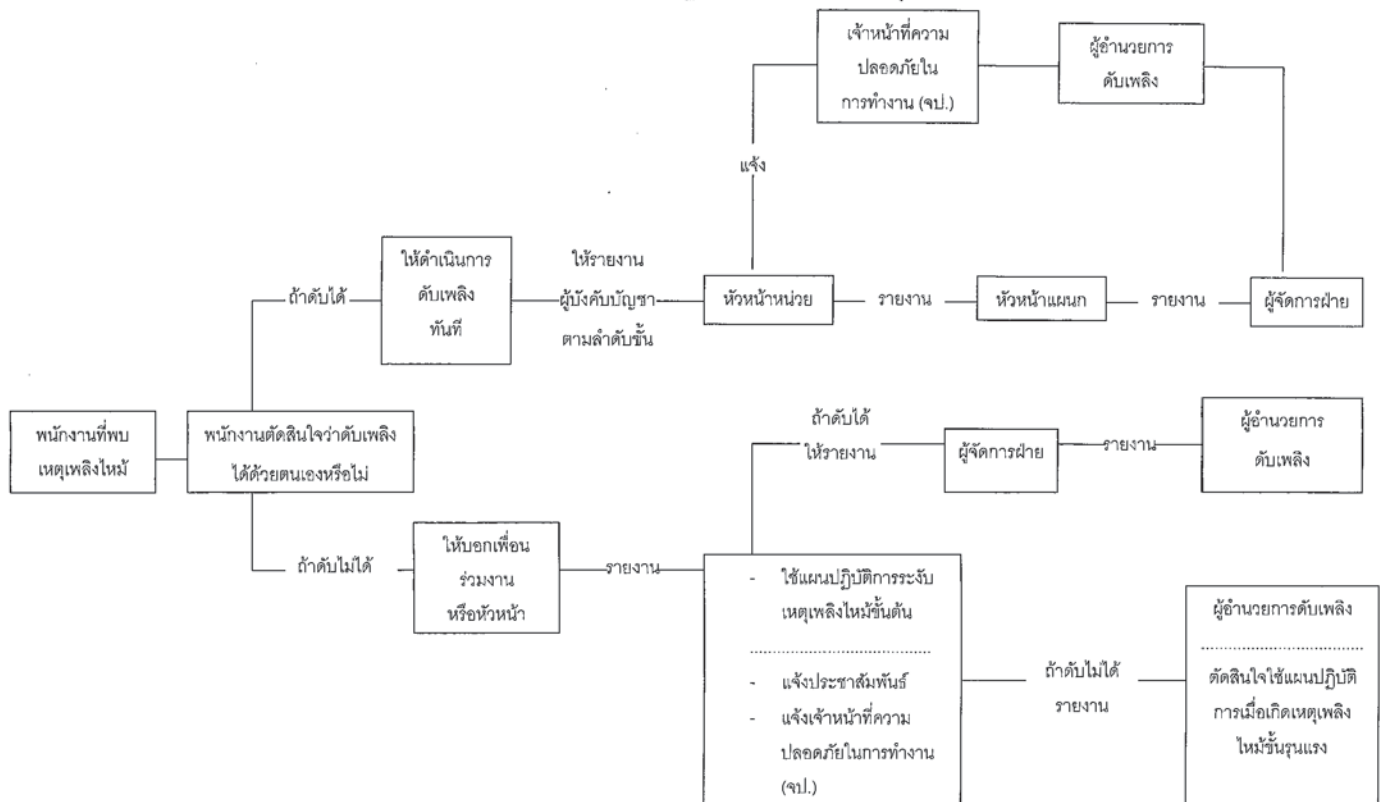 เจ้าหน้าที่ความ
ปลอดภัยใน
การทำงาน (จป.)
ผู้อำนวยการ
ดับเพลิง
แจ้ง
ให้ดำเนินการ
ดับเพลิง
ทันที
ให้รายงาน
ผู้บังคับบัญชา
ตามลำดับขั้น
ถ้าดับได้
หัวหน้าหน่วย
รายงาน
หัวหน้าแผนก
รายงาน
ผู้จัดการฝ่าย
พนักงานที่พบ
เหตุเพลิงไหม้
พนักงานตัดสินใจว่าดับเพลิง
ได้ด้วยตนเองหรือไม่
ถ้าดับได้
ให้รายงาน
ผู้จัดการฝ่าย
รายงาน
ผู้อำนวยการ
ดับเพลิง
ถ้าดับไม่ได้
ให้บอกเพื่อน
ร่วมงาน
หรือหัวหน้า
รายงาน
- ใช้แผนปฏิบัติการระงับ
เหตุเพลิงไหม้ขั้นต้น
- แจ้งประชาสัมพันธ์
- แจ้งเจ้าหน้าที่ความ
ปลอดภัยในการทำงาน
(จป.)
ถ้าดับไม่ได้
รายงาน
ผู้อำนวยการดับเพลิง
ตัดสินใจใช้แผนปฏิบัติ
การเมื่อเกิดเหตุเพลิง
ไหม้ขั้นรุนแรง